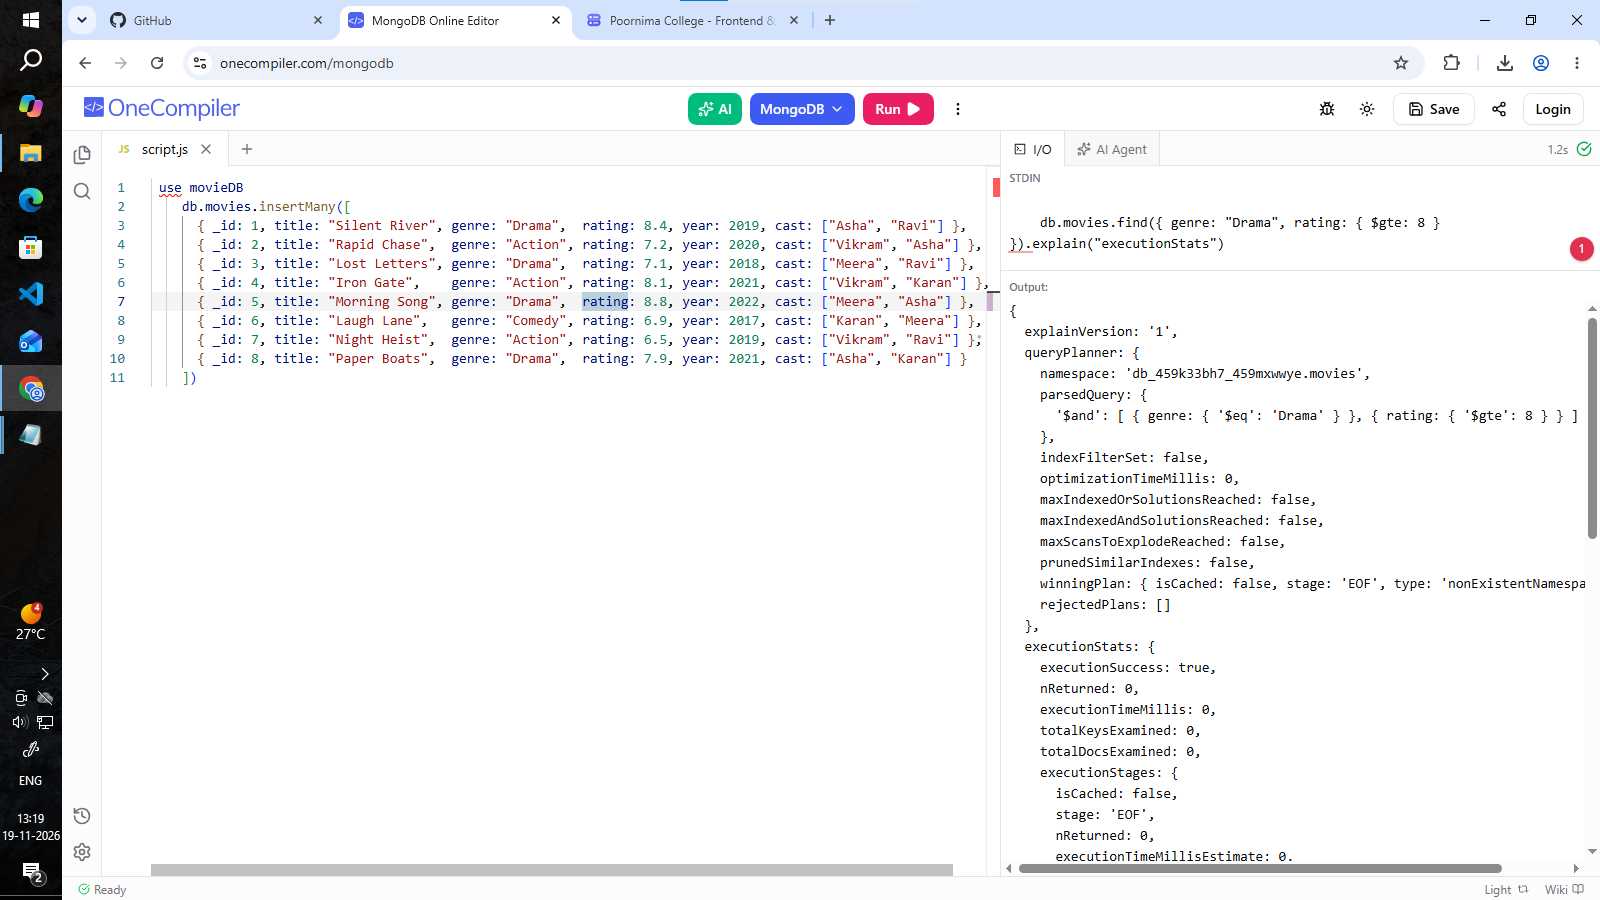 GitHub
MongoDB Online Editor
Poornima College - Frontend &
onecompiler.com/mongodb
</> OneCompiler
AI
MongoDB
Run
Save
Login
JS script.js
I/O
AI Agent
1.2s
1 use movieDB
2 db.movies.insertMany([
3 { _id: 1, title: "Silent River", genre: "Drama", rating: 8.4, year: 2019, cast: ["Asha", "Ravi"] },
4 { _id: 2, title: "Rapid Chase", genre: "Action", rating: 7.2, year: 2020, cast: ["Vikram", "Asha"] },
5 { _id: 3, title: "Lost Letters", genre: "Drama", rating: 7.1, year: 2018, cast: ["Meera", "Ravi"] },
6 { _id: 4, title: "Iron Gate", genre: "Action", rating: 8.1, year: 2021, cast: ["Vikram", "Karan"] },
7 { _id: 5, title: "Morning Song", genre: "Drama", rating: 8.8, year: 2022, cast: ["Meera", "Asha"] },
8 { _id: 6, title: "Laugh Lane", genre: "Comedy", rating: 6.9, year: 2017, cast: ["Karan", "Meera"] },
9 { _id: 7, title: "Night Heist", genre: "Action", rating: 6.5, year: 2019, cast: ["Vikram", "Ravi"] },
10 { _id: 8, title: "Paper Boats", genre: "Drama", rating: 7.9, year: 2021, cast: ["Asha", "Karan"] }
11 ])
STDIN
db.movies.find({ genre: "Drama", rating: { $gte: 8 }
}).explain("executionStats")
1
Output:
{
explainVersion: '1',
queryPlanner: {
namespace: 'db_459k33bh7_459mxwwye.movies',
parsedQuery: {
'$and': [ { genre: { '$eq': 'Drama' } }, { rating: { '$gte': 8 } } ]
},
indexFilterSet: false,
optimizationTimeMillis: 0,
maxIndexedOrSolutionsReached: false,
maxIndexedAndSolutionsReached: false,
maxScansToExplodeReached: false,
prunedSimilarIndexes: false,
winningPlan: { isCached: false, stage: 'EOF', type: 'nonExistentNamespa
rejectedPlans: []
},
executionStats: {
executionSuccess: true,
nReturned: 0,
executionTimeMillis: 0,
totalKeysExamined: 0,
totalDocsExamined: 0,
executionStages: {
isCached: false,
stage: 'EOF',
nReturned: 0,
executionTimeMillisEstimate: 0,
4
27°C
ENG
13:19
19-11-2026
2
Ready
Light
Wiki